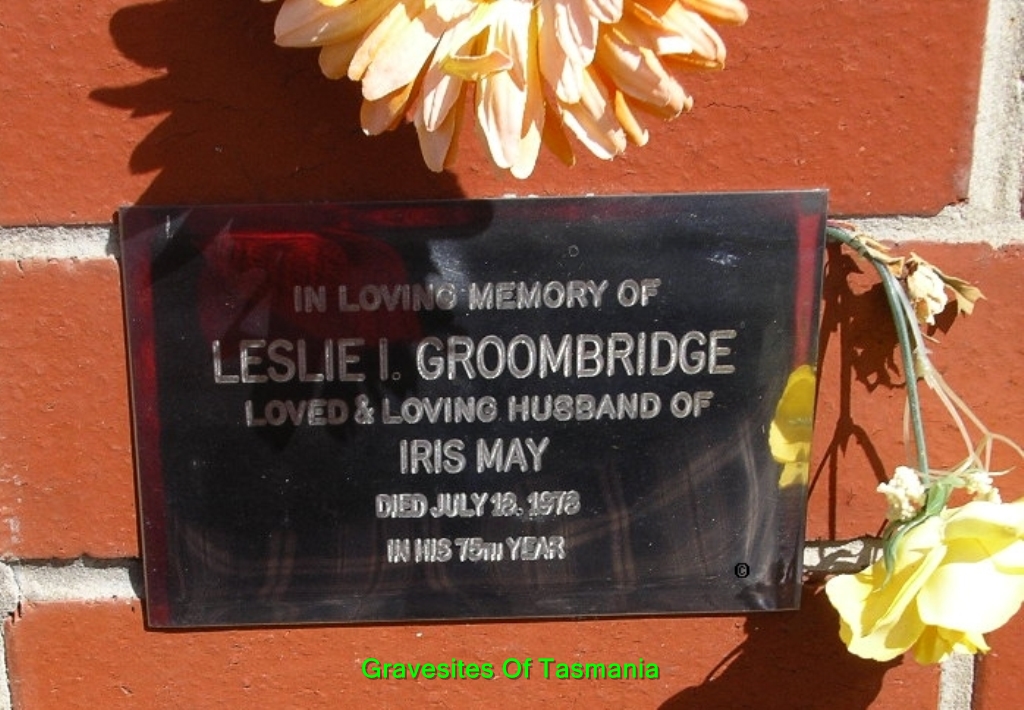 IN LOVING MEMORY OF
LESLIE I. GROOMBRIDGE
LOVED & LOVING HUSBAND OF
IRIS MAY
DIED JULY 18. 1978
IN HIS 75TH YEAR
©
Gravesites Of Tasmania